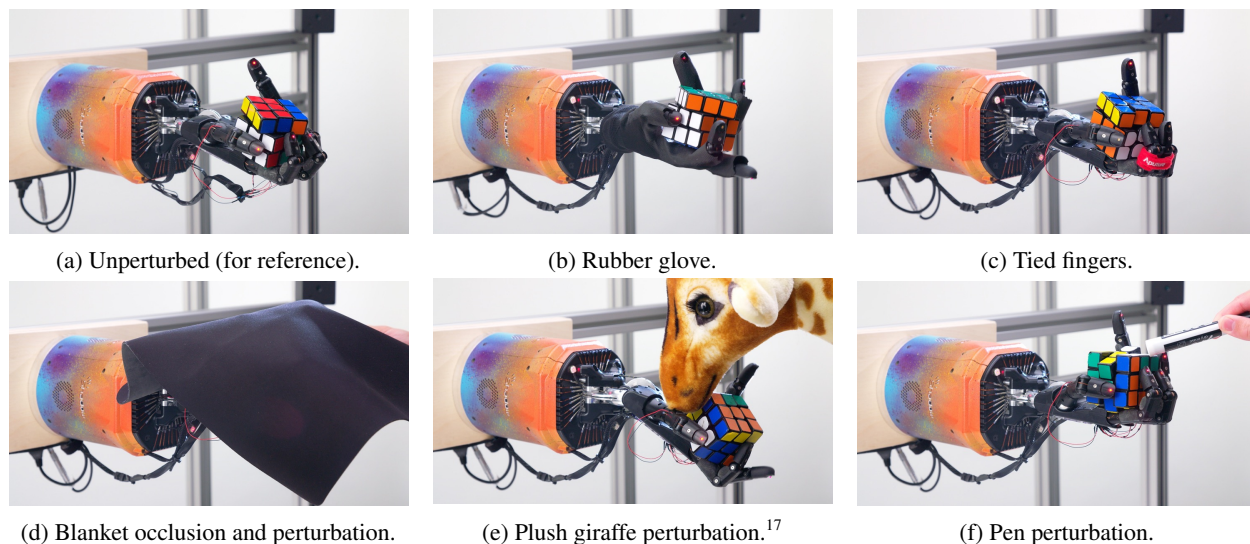 (a) Unperturbed (for reference).
(b) Rubber glove.
(c) Tied fingers.
(d) Blanket occlusion and perturbation.
(e) Plush giraffe perturbation.17
(f) Pen perturbation.